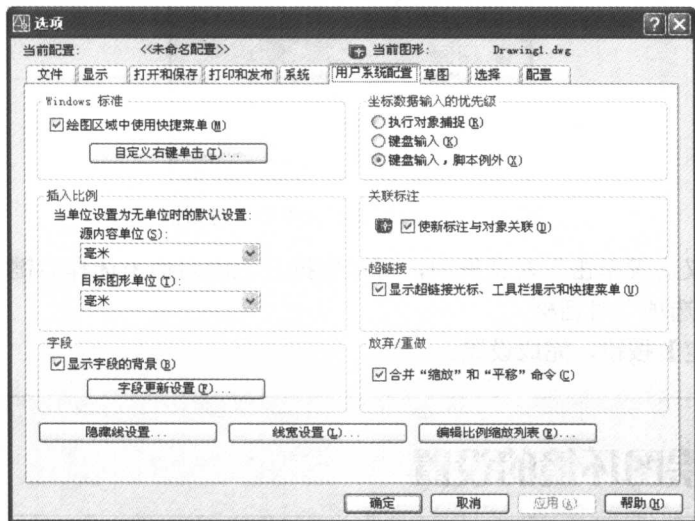 选项
当前配置: <<未命名配置>> 当前图形: Drawing1.dwg
文件 显示 打开和保存 打印和发布 系统 用户系统配置 草图 选择 配置
Windows 标准
绘图区域中使用快捷菜单(M)
自定义右键单击(I)...
插入比例
当单位设置为无单位时的默认设置:
源内容单位(S):
毫米
目标图形单位(T):
毫米
字段
显示字段的背景(B)
字段更新设置(F)...
坐标数据输入的优先级
执行对象捕捉(R)
键盘输入(K)
键盘输入，脚本例外(X)
关联标注
使新标注与对象关联(D)
超链接
显示超链接光标、工具栏提示和快捷菜单(U)
放弃/重做
合并“缩放”和“平移”命令(C)
隐藏线设置... 线宽设置(L)... 编辑比例缩放列表(E)...
确定 取消 应用(A) 帮助(H)